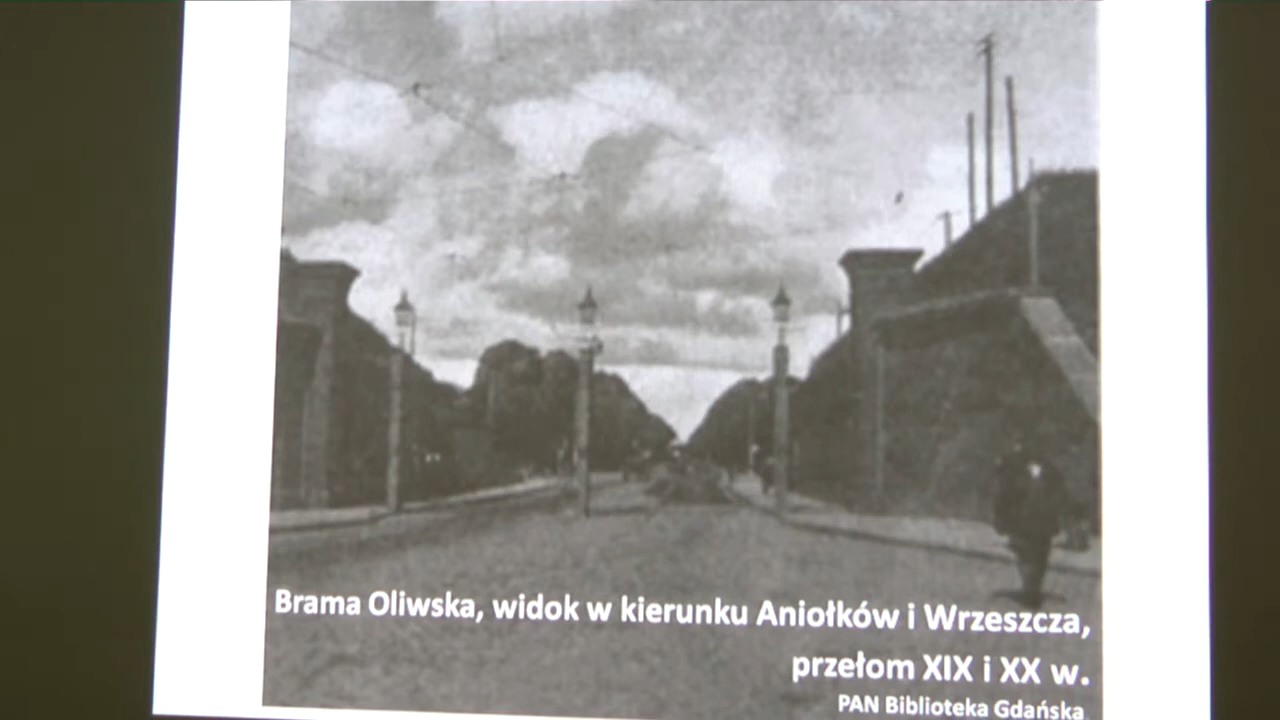 Brama Oliwska, widok w kierunku Aniołków i Wrzeszcza,
przełom XIX i XX w.
PAN Biblioteka Gdańska